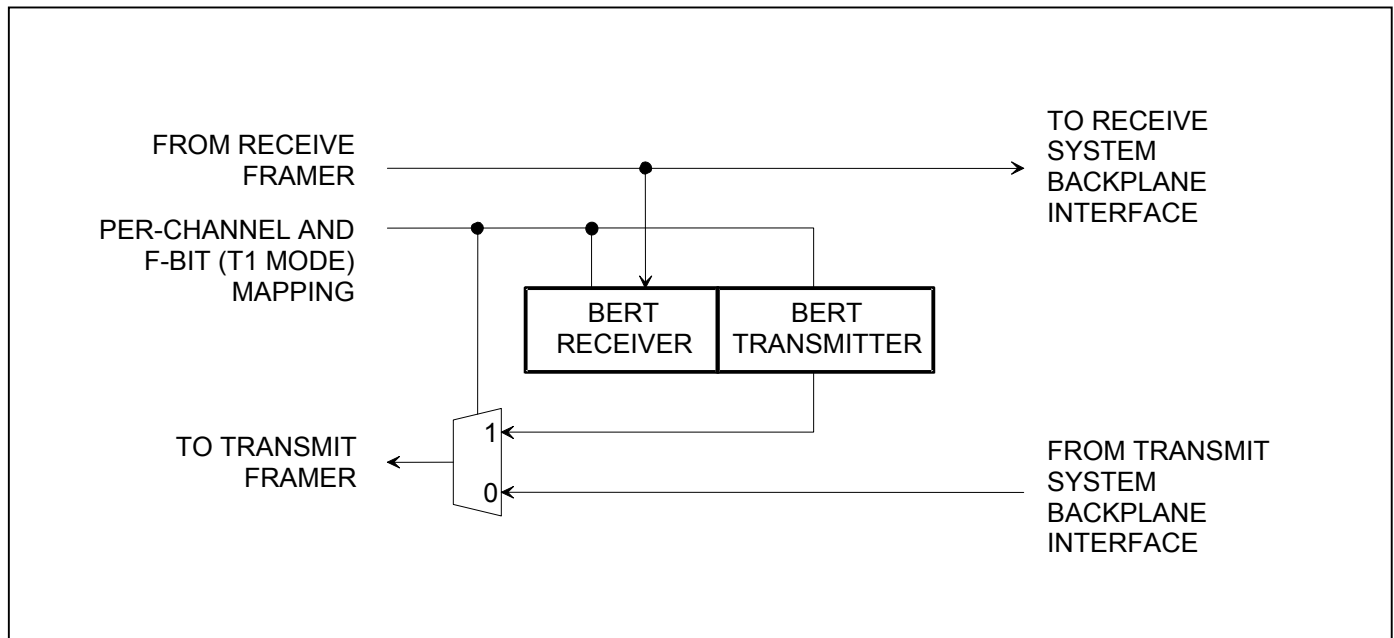 FROM RECEIVE
FRAMER
TO RECEIVE
SYSTEM
BACKPLANE
INTERFACE
PER-CHANNEL AND
F-BIT (T1 MODE)
MAPPING
BERT
RECEIVER
BERT
TRANSMITTER
1
0
TO TRANSMIT
FRAMER
FROM TRANSMIT
SYSTEM
BACKPLANE
INTERFACE